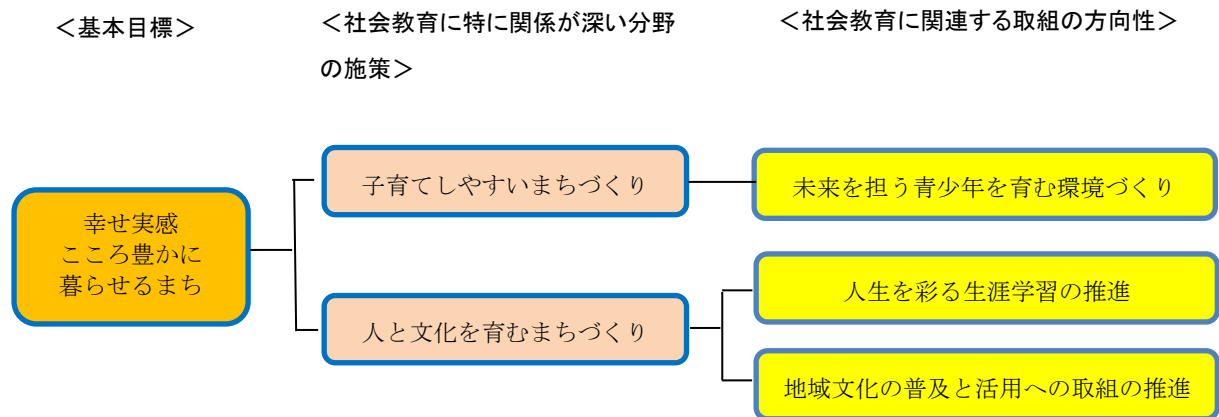 ＜基本目標＞
＜社会教育に特に関係が深い分野
の施策＞
＜社会教育に関連する取組の方向性＞
幸せ実感
こころ豊かに
暮らせるまち
子育てしやすいまちづくり
未来を担う青少年を育む環境づくり
人と文化を育むまちづくり
人生を彩る生涯学習の推進
地域文化の普及と活用への取組の推進